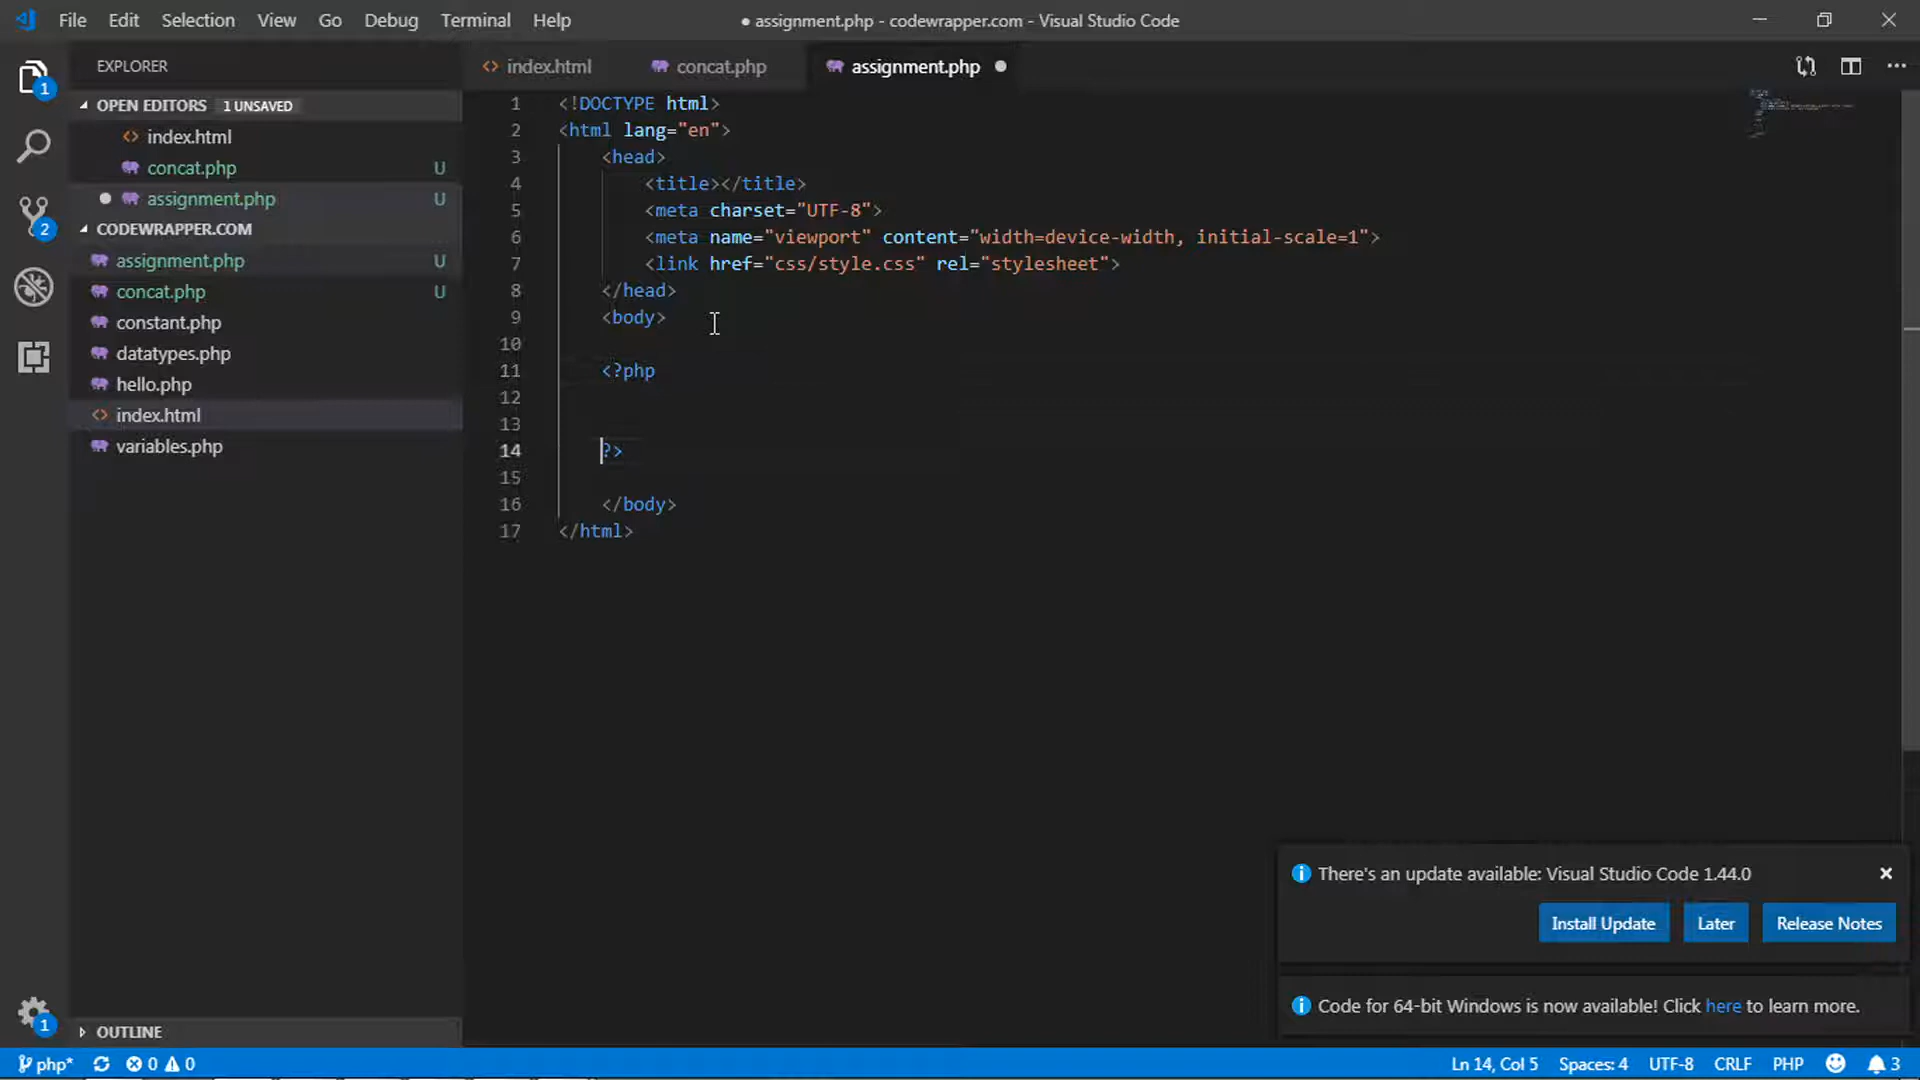 File Edit Selection View Go Debug Terminal Help
● assignment.php - codewrapper.com - Visual Studio Code
EXPLORER
OPEN EDITORS 1 UNSAVED
index.html
concat.php U
assignment.php U
CODEWRAPPER.COM
assignment.php U
concat.php U
constant.php
datatypes.php
hello.php
index.html
variables.php
OUTLINE
1
2
1
index.html concat.php assignment.php
1 <!DOCTYPE html>
2 <html lang="en">
3 <head>
4 <title></title>
5 <meta charset="UTF-8">
6 <meta name="viewport" content="width=device-width, initial-scale=1">
7 <link href="css/style.css" rel="stylesheet">
8 </head>
9 <body>
10
11 <?php
12
13
14 ?>
15
16 </body>
17 </html>
There's an update available: Visual Studio Code 1.44.0
Install Update Later Release Notes
Code for 64-bit Windows is now available! Click here to learn more.
php* 0 0 Ln 14, Col 5 Spaces: 4 UTF-8 CRLF PHP 3